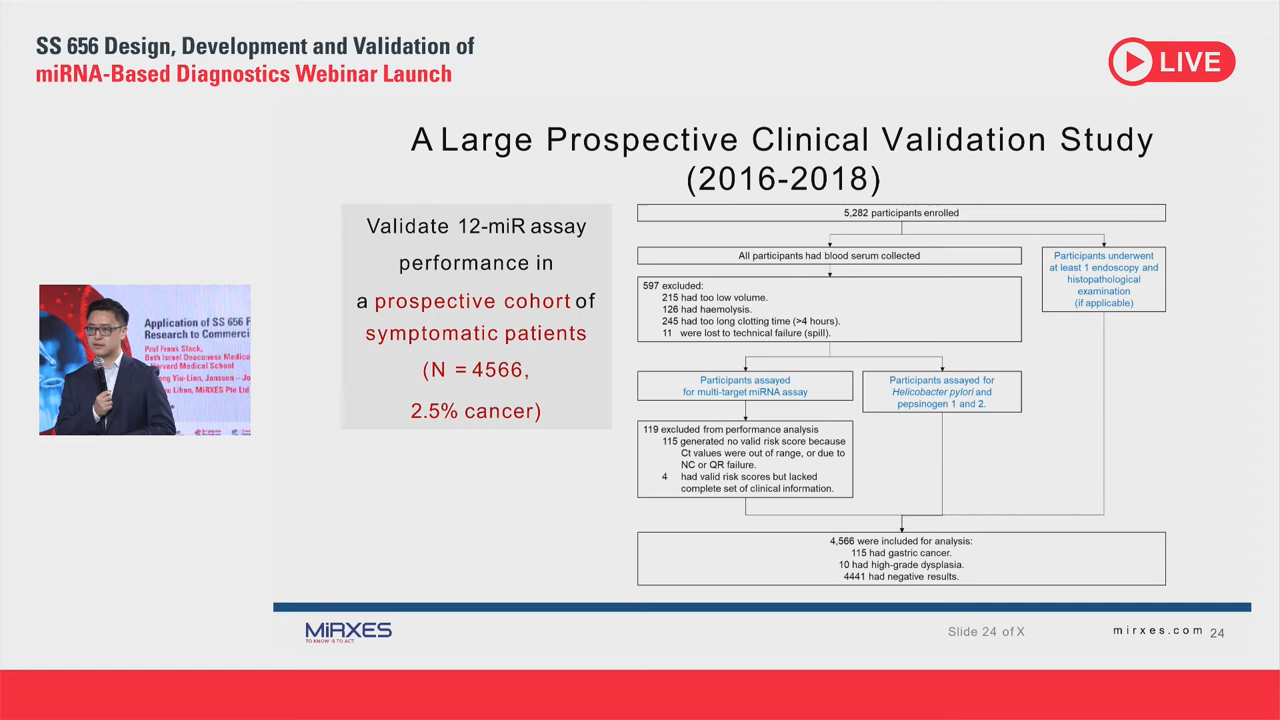 SS 656 Design, Development and Validation of
miRNA-Based Diagnostics Webinar Launch
LIVE
A Large Prospective Clinical Validation Study
(2016-2018)
Validate 12-miR assay
performance in
a prospective cohort of
symptomatic patients
(N = 4566,
2.5% cancer)
5,282 participants enrolled
All participants had blood serum collected
Participants underwent
at least 1 endoscopy and
histopathological
examination
(if applicable)
597 excluded:
215 had too low volume.
126 had haemolysis.
245 had too long clotting time (>4 hours).
11 were lost to technical failure (spill).
Participants assayed
for multi-target miRNA assay
Participants assayed for
Helicobacter pylori and
pepsinogen 1 and 2.
119 excluded from performance analysis
115 generated no valid risk score because
Ct values were out of range, or due to
NC or QR failure.
4 had valid risk scores but lacked
complete set of clinical information.
4,566 were included for analysis:
115 had gastric cancer.
10 had high-grade dysplasia.
4441 had negative results.
Application of SS 656 F
Research to Commerci
Prof Frank Slack,
Beth Israel Deaconess Medica
Harvard Medical School
Yiu-Lian, Janssen – Jo
Lihan, MiRXES Pte Ltd
MiRXES
TO KNOW IS TO ACT
Slide 24 of X
mirxes.com 24